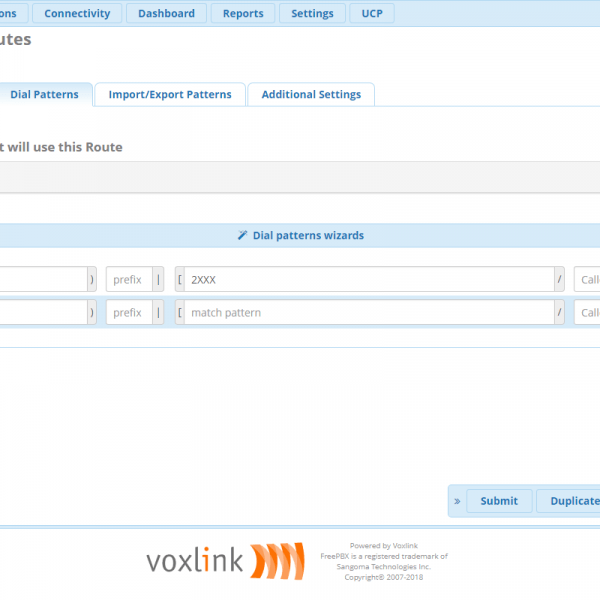 ons Connectivity Dashboard Reports Settings UCP
utes
Dial Patterns Import/Export Patterns Additional Settings
t will use this Route
Dial patterns wizards
) prefix | [ 2XXX / Call
) prefix | [ match pattern / Call
» Submit Duplicate
voxlink
Powered by Voxlink
FreePBX is a registered trademark of
Sangoma Technologies Inc.
Copyright© 2007-2018